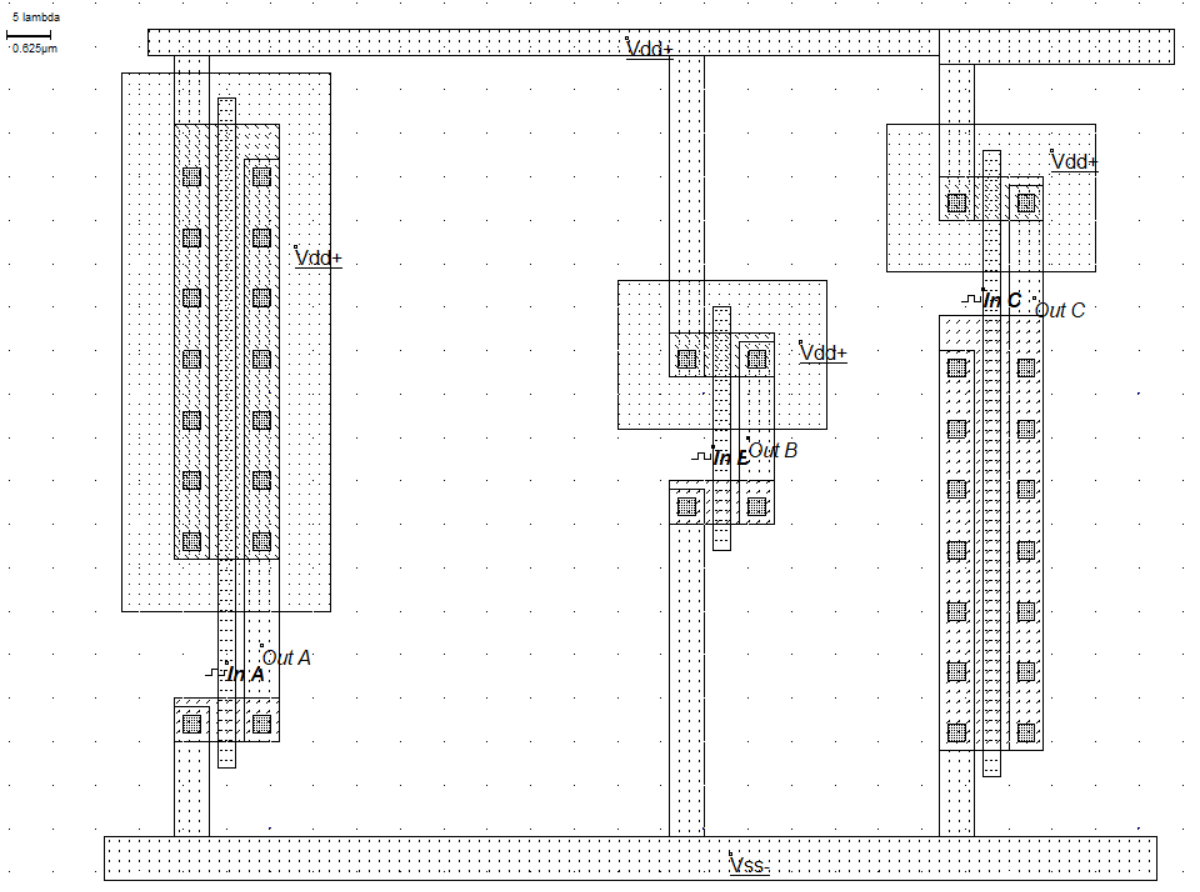 5 lambda
0.625µm
Vdd+
Vdd+
Vdd+
In C
Out C
Vdd+
In B
Out B
Out A
In A
Vss-